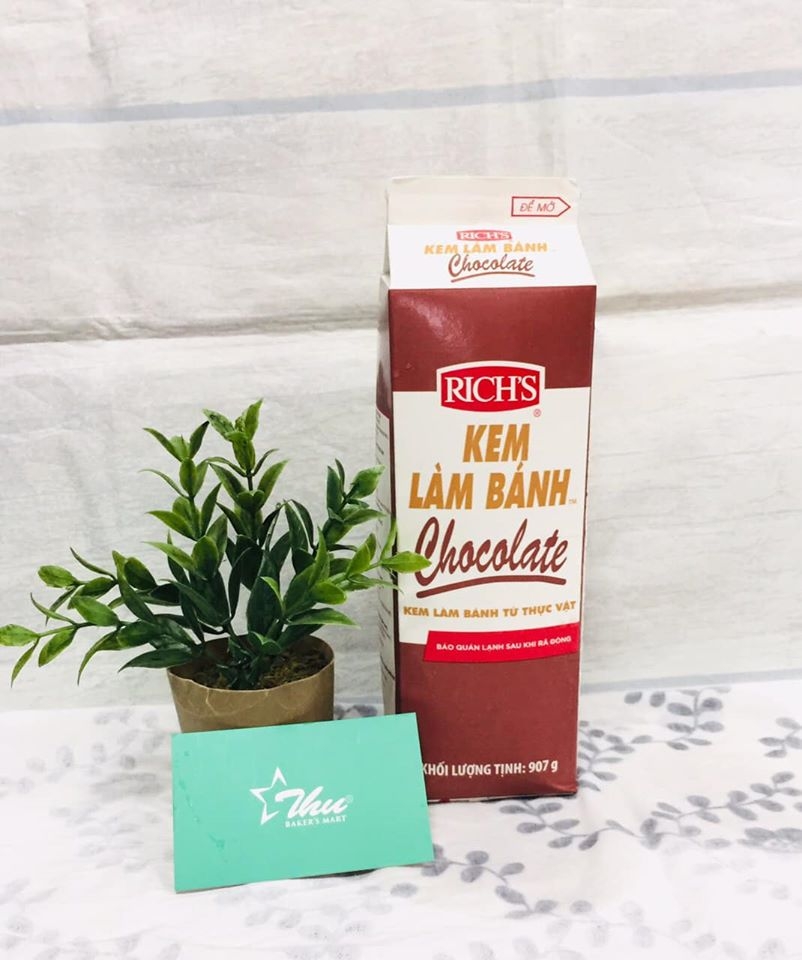 ĐỂ MỞ
RICH'S
KEM LÀM BÁNH
Chocolate
RICH'S®
KEM
LÀM BÁNH™
Chocolate
KEM LÀM BÁNH TỪ THỰC VẬT
BẢO QUẢN LẠNH SAU KHI RÃ ĐÔNG
KHỐI LƯỢNG TỊNH: 907 g
Thu®
BAKER'S MART